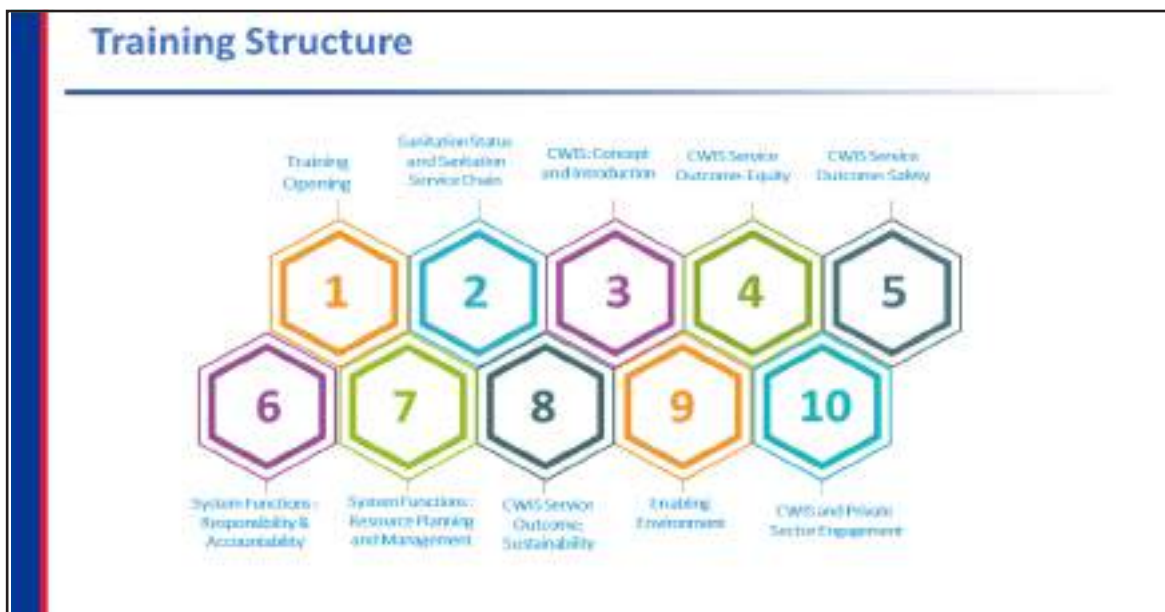 Training Structure
Training
Opening
Sanitation Status
and Sanitation
Service Chain
CWIS: Concept
and Introduction
CWIS Service
Outcome- Equity
CWIS Service
Outcome- Safety
1
2
3
4
5
6
7
8
9
10
System Functions -
Responsibility &
Accountability
System Functions :
Resource Planning
and Management
CWIS Service
Outcome:
Sustainability
Enabling
Environment
CWIS and Private
Sector Engagement